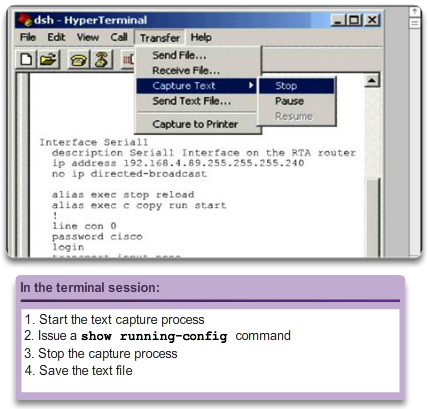 dsh - HyperTerminal
File Edit View Call Transfer Help
Send File...
Receive File...
Capture Text
Send Text File...
Capture to Printer
Stop
Pause
Resume
Interface Serial1
description Serial1 Interface on the RTA router
ip address 192.168.4.89.255.255.255.240
no ip directed-broadcast
alias exec stop reload
alias exec c copy run start
!
line con 0
password cisco
login
transport input none
In the terminal session:
1. Start the text capture process
2. Issue a show running-config command
3. Stop the capture process
4. Save the text file